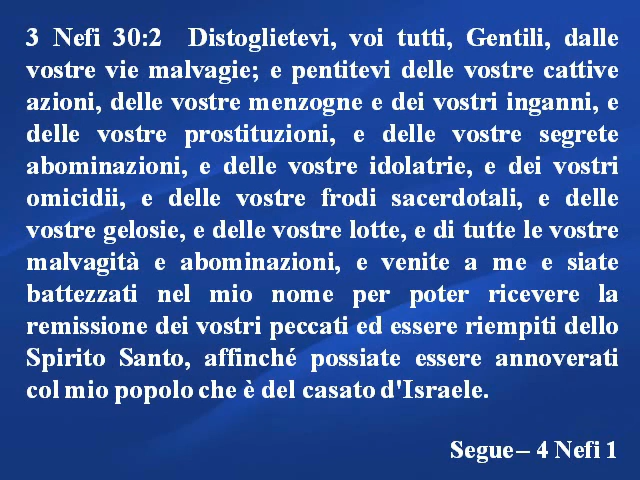 3 Nefi 30:2 Distoglietevi, voi tutti, Gentili, dalle
vostre vie malvagie; e pentitevi delle vostre cattive
azioni, delle vostre menzogne e dei vostri inganni, e
delle vostre prostituzioni, e delle vostre segrete
abominazioni, e delle vostre idolatrie, e dei vostri
omicidii, e delle vostre frodi sacerdotali, e delle
vostre gelosie, e delle vostre lotte, e di tutte le vostre
malvagità e abominazioni, e venite a me e siate
battezzati nel mio nome per poter ricevere la
remissione dei vostri peccati ed essere riempiti dello
Spirito Santo, affinché possiate essere annoverati
col mio popolo che è del casato d'Israele.
Segue– 4 Nefi 1